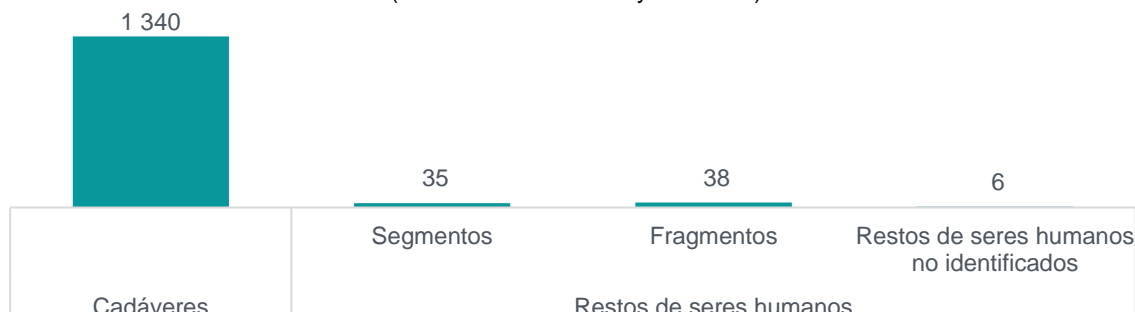 1 340
35
38
6
Segmentos
Fragmentos
Restos de seres humanos
no identificados
Cadáveres
Restos de seres humanos